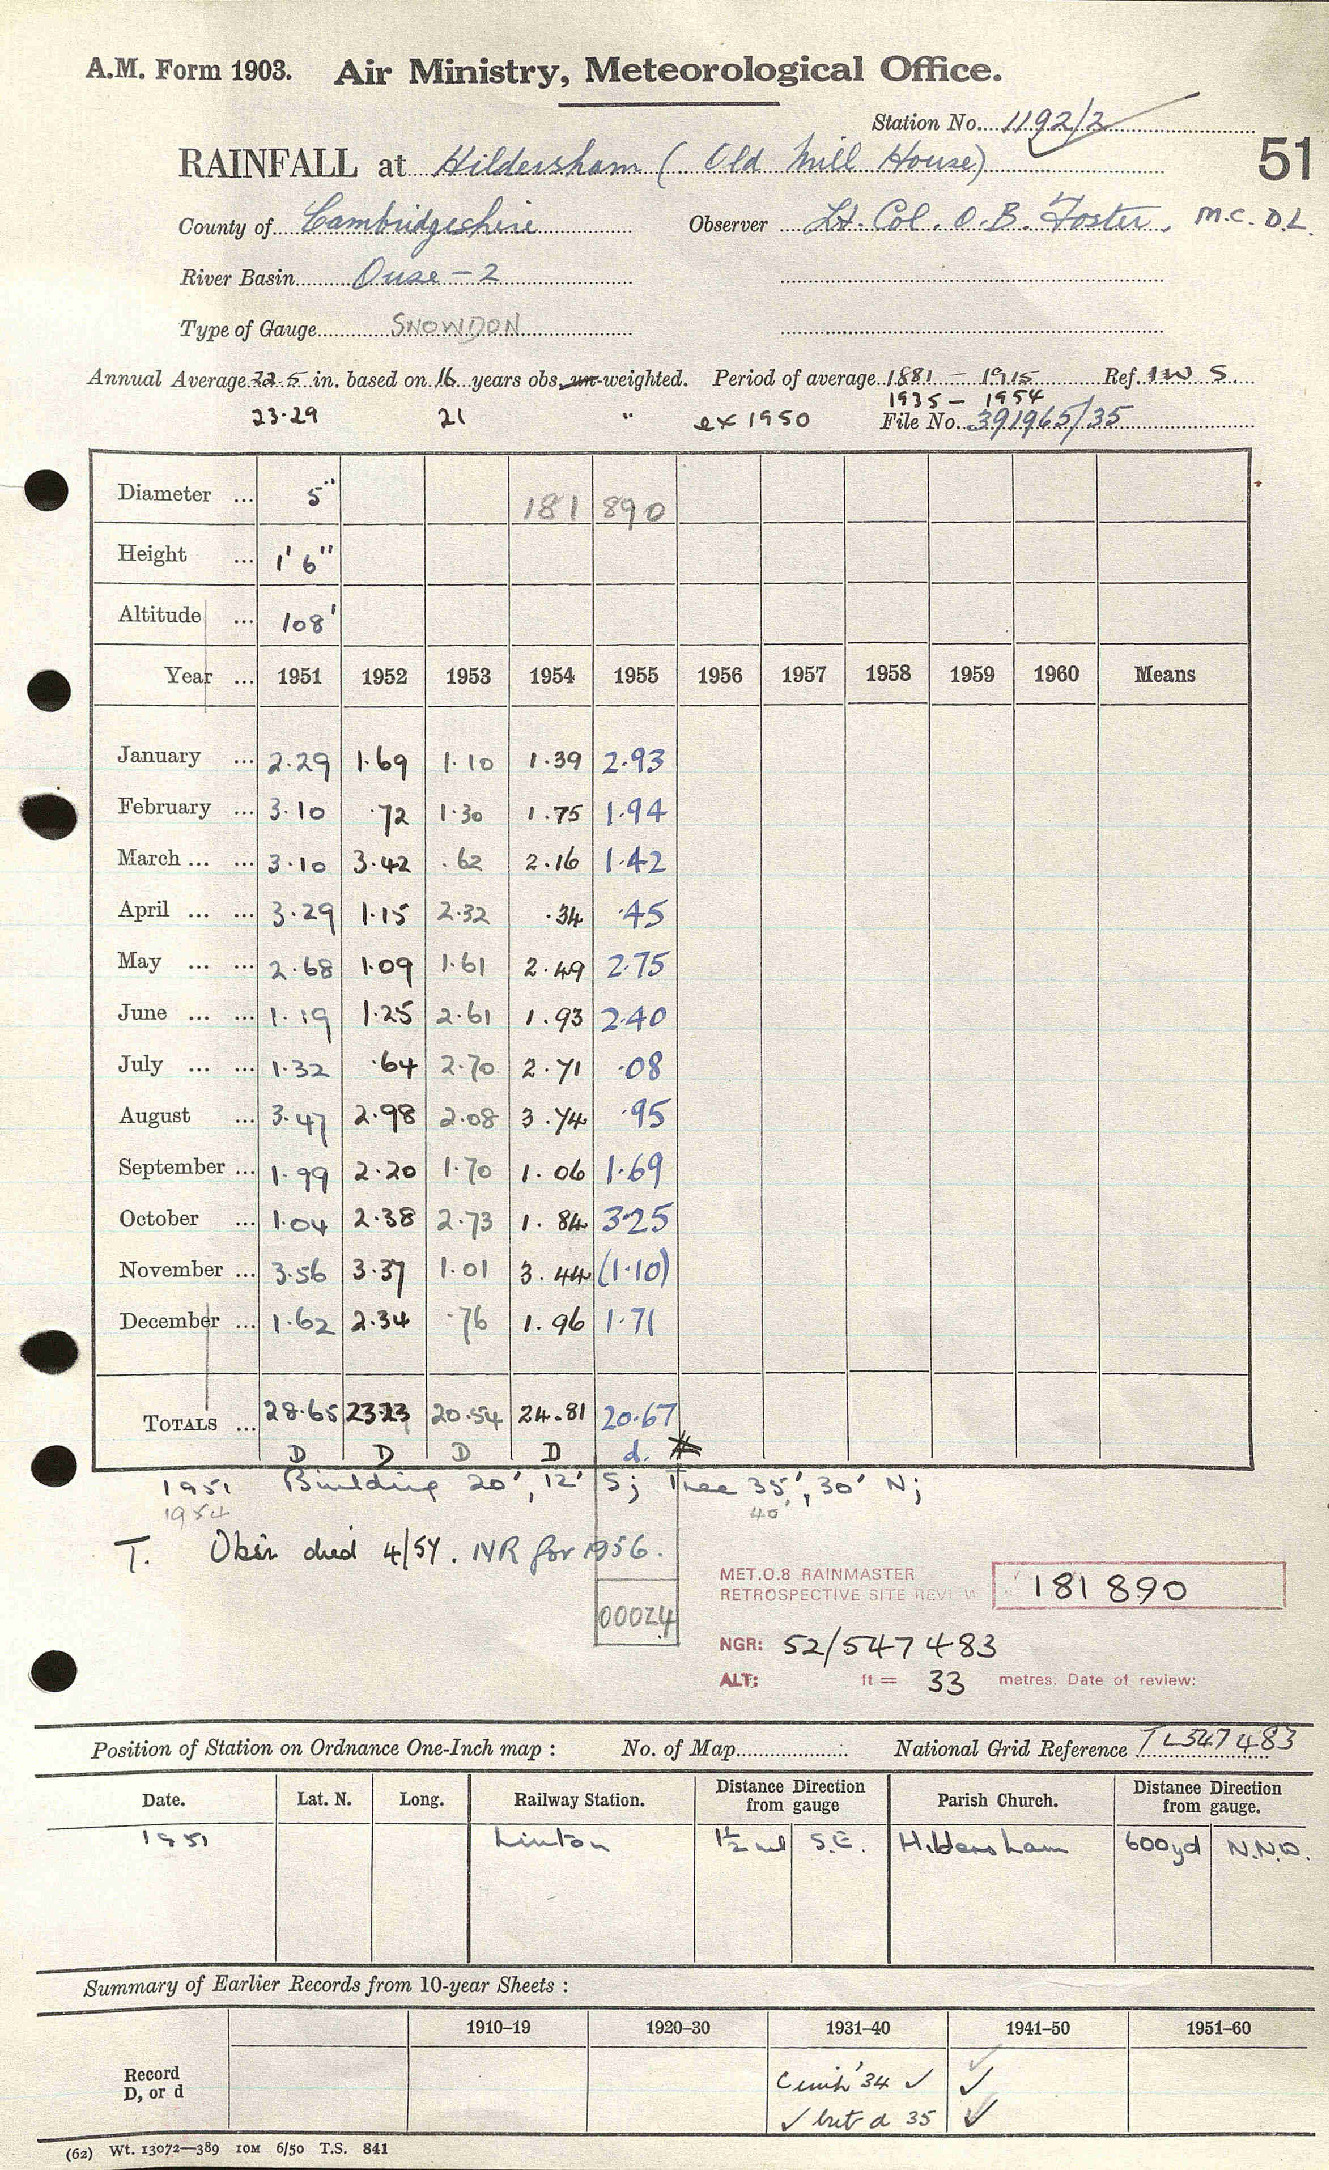 A.M. Form 1903. Air Ministry, Meteorological Office.
Station No. 1192/2
51
RAINFALL at Hildersham (Old Mill House)
County of Cambridgeshire Observer Lt. Col. O.B. Foster, M.C. D.L.
River Basin Ouse - 2
Type of Gauge SNOWDON
Annual Average 22.5 in. based on 16 years obs. un-weighted. Period of average 1881 - 1915 Ref. IWS
1935 - 1954
23.29 21 " ex 1950 File No. 391965/35
Diameter ... 5" 181 890
Height ... 1' 6"
Altitude ... 108'
Year ... 1951 1952 1953 1954 1955 1956 1957 1958 1959 1960 Means
January ... 2.29 1.69 1.10 1.39 2.93
February ... 3.10 .72 1.30 1.75 1.94
March ... ... 3.10 3.42 .62 2.16 1.42
April ... ... 3.29 1.15 2.32 .34 .45
May ... ... 2.68 1.09 1.61 2.49 2.75
June ... ... 1.19 1.25 2.61 1.93 2.40
July ... ... 1.32 .64 2.70 2.71 .08
August ... 3.47 2.98 2.08 3.74 .95
September ... 1.99 2.20 1.70 1.06 1.69
October ... 1.04 2.38 2.73 1.84 3.25
November ... 3.56 3.37 1.01 3.44 (1.10)
December ... 1.62 2.34 .76 1.96 1.71
TOTALS ... 28.65 23.23 20.54 24.81 20.67
D D D D d.
1951 Building 20', 12' S; Tree 35', 30' N;
1954 40'
T. Obsr. died 4/57. NR for 1956.
MET.O.8 RAINMASTER
RETROSPECTIVE SITE REVIEW 181 890
00024
NGR: 52/547483
ALT: ft = 33 metres. Date of review:
Position of Station on Ordnance One-Inch map : No. of Map National Grid Reference TL547483
Date. Lat. N. Long. Railway Station. Distance Direction from gauge Parish Church. Distance Direction from gauge.
1951 Linton 1½ ml S.E. Hildersham 600yd N.N.W.
Summary of Earlier Records from 10-year Sheets :
1910–19 1920–30 1931–40 1941–50 1951–60
Record
D, or d
'34 ✓ ✓
✓ but d 35 ✓
(62) Wt. 13072—389 10M 6/50 T.S. 841